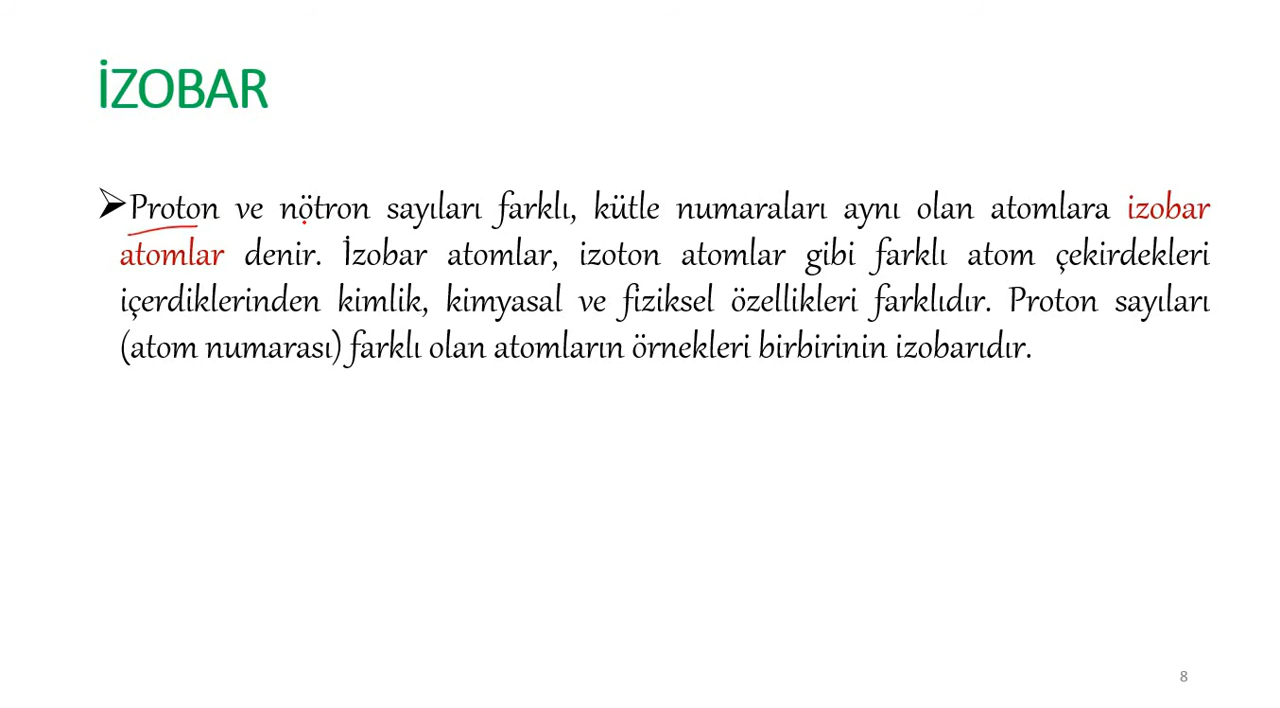 İZOBAR
➢Proton ve nötron sayıları farklı, kütle numaraları aynı olan atomlara izobar
atomlar denir. İzobar atomlar, izoton atomlar gibi farklı atom çekirdekleri
içerdiklerinden kimlik, kimyasal ve fiziksel özellikleri farklıdır. Proton sayıları
(atom numarası) farklı olan atomların örnekleri birbirinin izobarıdır.
8